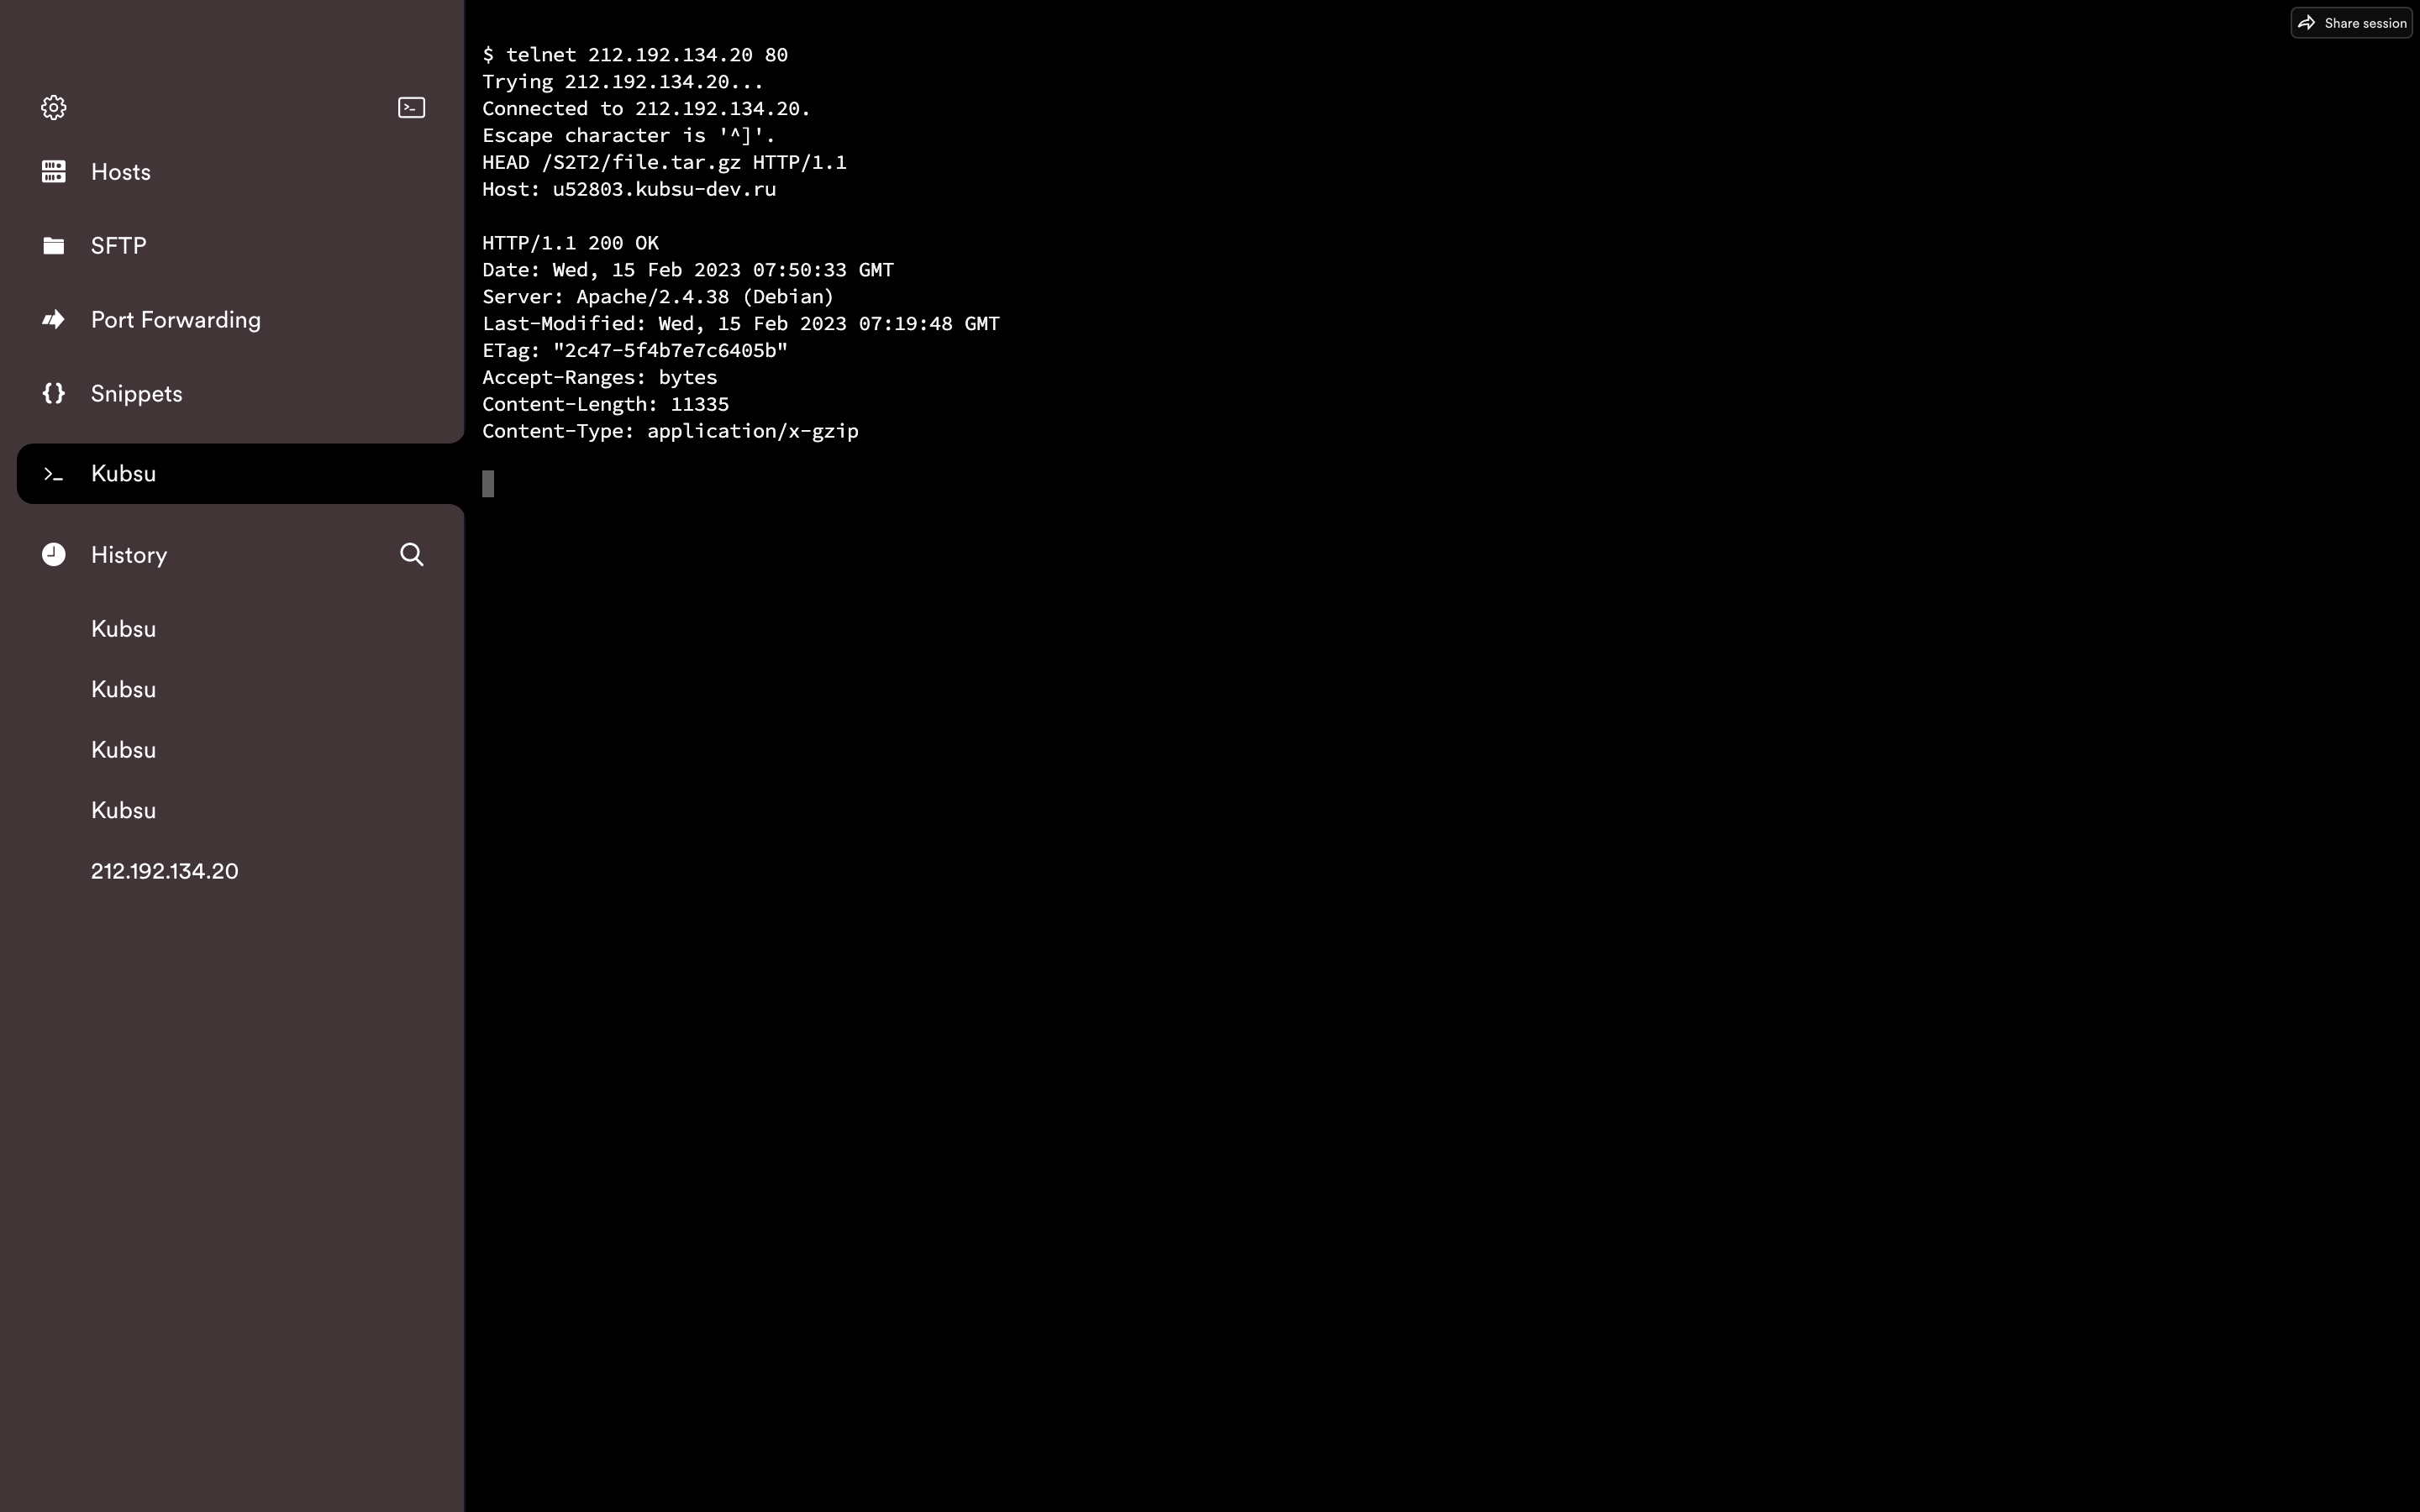 Share session
Hosts
SFTP
Port Forwarding
Snippets
Kubsu
History
Kubsu
Kubsu
Kubsu
Kubsu
212.192.134.20
$ telnet 212.192.134.20 80
Trying 212.192.134.20...
Connected to 212.192.134.20.
Escape character is '^]'.
HEAD /S2T2/file.tar.gz HTTP/1.1
Host: u52803.kubsu-dev.ru
HTTP/1.1 200 OK
Date: Wed, 15 Feb 2023 07:50:33 GMT
Server: Apache/2.4.38 (Debian)
Last-Modified: Wed, 15 Feb 2023 07:19:48 GMT
ETag: "2c47-5f4b7e7c6405b"
Accept-Ranges: bytes
Content-Length: 11335
Content-Type: application/x-gzip